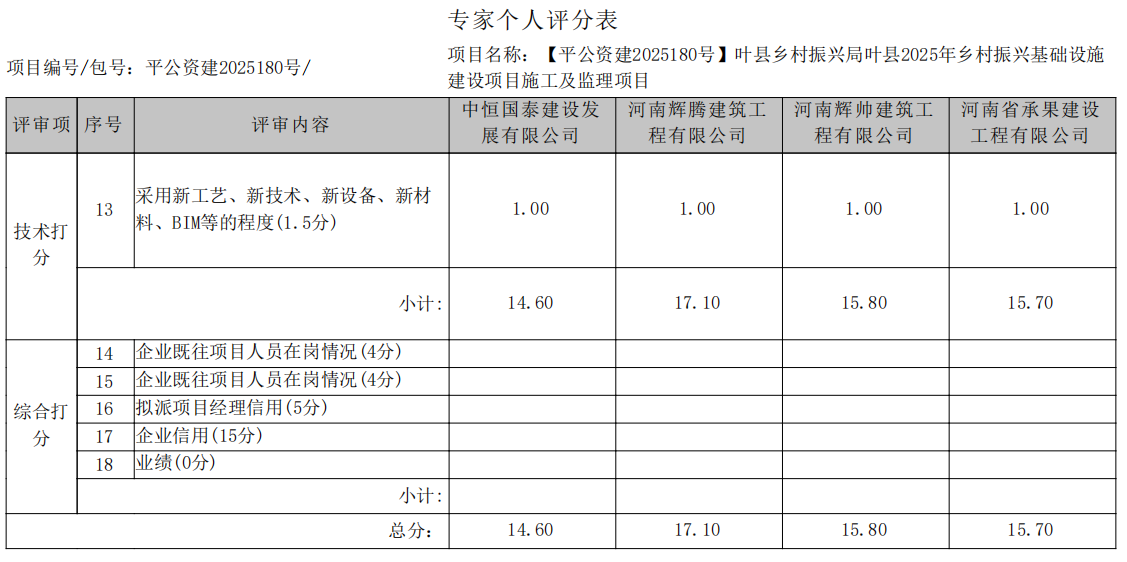 专家个人评分表
项目编号/包号: 平公资建2025180号/
项目名称: 【平公资建2025180号】叶县乡村振兴局叶县2025年乡村振兴基础设施
建设项目施工及监理项目
评审项 序号 评审内容 中恒国泰建设发 河南辉腾建筑工 河南辉帅建筑工 河南省承果建设
展有限公司 程有限公司 程有限公司 工程有限公司
技术打
分
13 采用新工艺、新技术、新设备、新材
料、BIM等的程度(1.5分)
1.00 1.00 1.00 1.00
小计: 14.60 17.10 15.80 15.70
综合打
分
14 企业既往项目人员在岗情况(4分)
15 企业既往项目人员在岗情况(4分)
16 拟派项目经理信用(5分)
17 企业信用(15分)
18 业绩(0分)
小计:
总分: 14.60 17.10 15.80 15.70